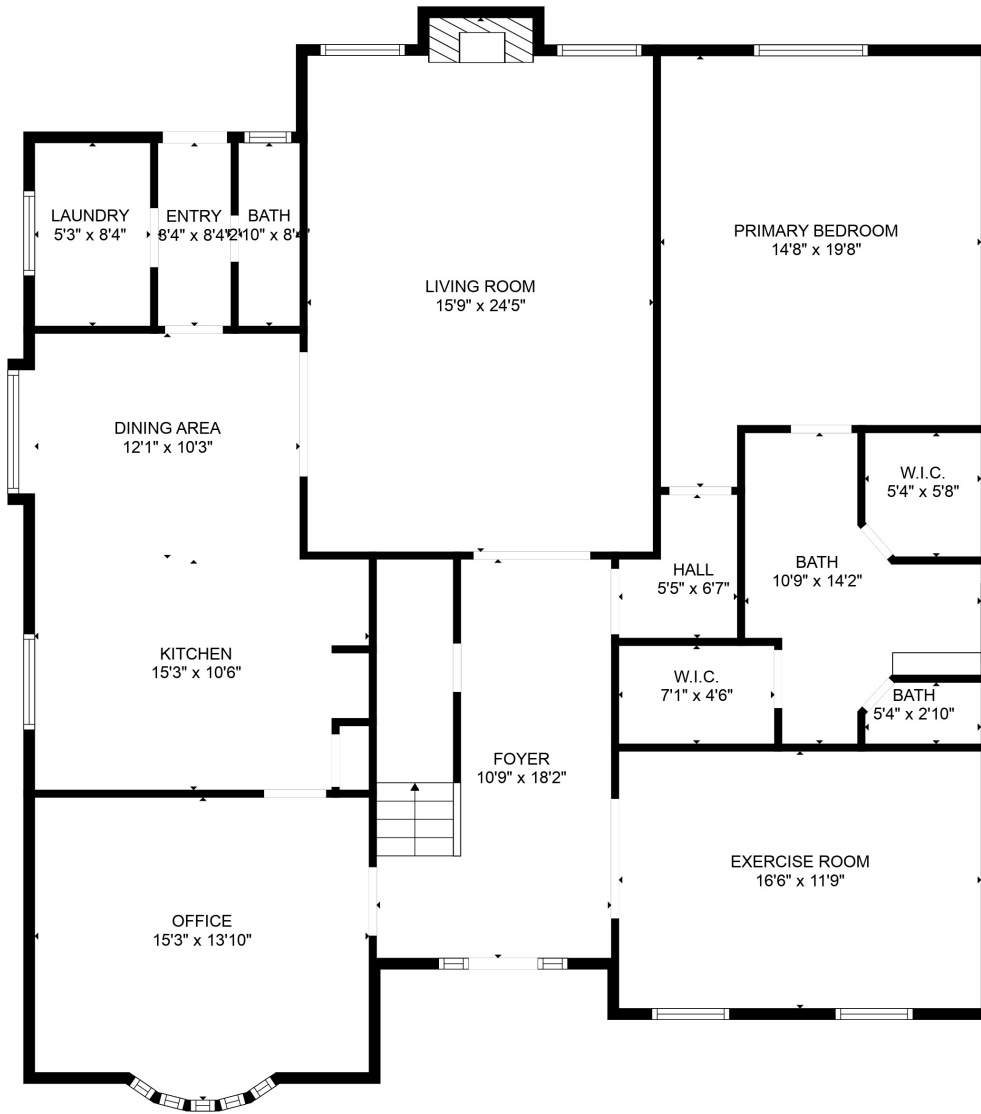 LAUNDRY
5'3" x 8'4"
ENTRY
8'4" x 8'4"
BATH
2'10" x 8'
LIVING ROOM
15'9" x 24'5"
PRIMARY BEDROOM
14'8" x 19'8"
DINING AREA
12'1" x 10'3"
W.I.C.
5'4" x 5'8"
BATH
10'9" x 14'2"
HALL
5'5" x 6'7"
KITCHEN
15'3" x 10'6"
W.I.C.
7'1" x 4'6"
BATH
5'4" x 2'10"
FOYER
10'9" x 18'2"
EXERCISE ROOM
16'6" x 11'9"
OFFICE
15'3" x 13'10"